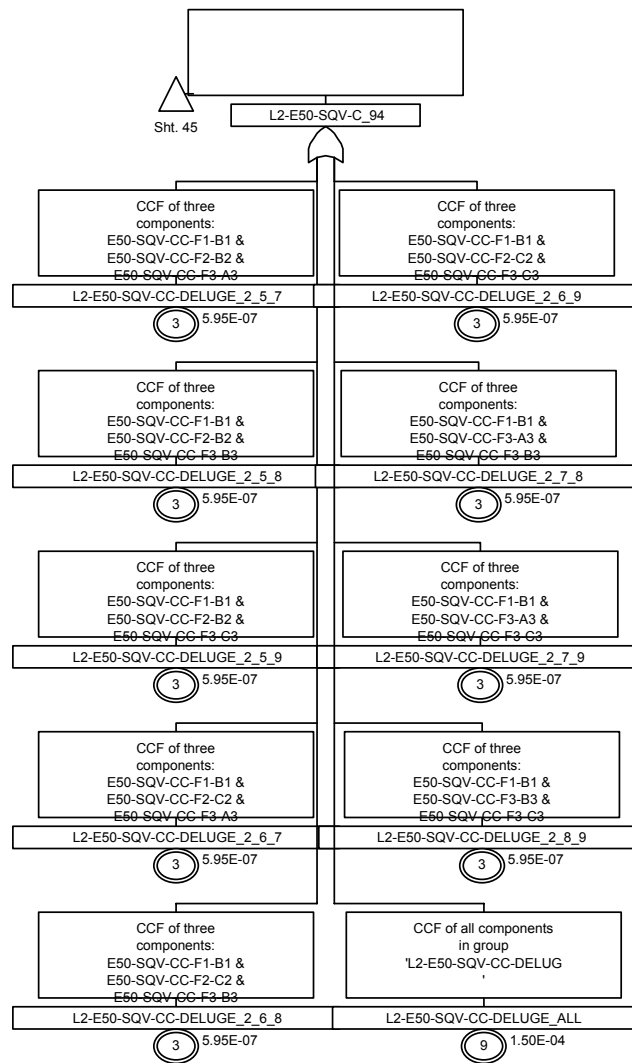 Sht. 45
L2-E50-SQV-C_94
CCF of three
components:
E50-SQV-CC-F1-B1 &
E50-SQV-CC-F2-B2 &
E50-SQV-CC-F3-A3
L2-E50-SQV-CC-DELUGE_2_5_7
3
5.95E-07
CCF of three
components:
E50-SQV-CC-F1-B1 &
E50-SQV-CC-F2-C2 &
E50-SQV-CC-F3-C3
L2-E50-SQV-CC-DELUGE_2_6_9
3
5.95E-07
CCF of three
components:
E50-SQV-CC-F1-B1 &
E50-SQV-CC-F2-B2 &
E50-SQV-CC-F3-B3
L2-E50-SQV-CC-DELUGE_2_5_8
3
5.95E-07
CCF of three
components:
E50-SQV-CC-F1-B1 &
E50-SQV-CC-F3-A3 &
E50-SQV-CC-F3-B3
L2-E50-SQV-CC-DELUGE_2_7_8
3
5.95E-07
CCF of three
components:
E50-SQV-CC-F1-B1 &
E50-SQV-CC-F2-B2 &
E50-SQV-CC-F3-C3
L2-E50-SQV-CC-DELUGE_2_5_9
3
5.95E-07
CCF of three
components:
E50-SQV-CC-F1-B1 &
E50-SQV-CC-F3-A3 &
E50-SQV-CC-F3-C3
L2-E50-SQV-CC-DELUGE_2_7_9
3
5.95E-07
CCF of three
components:
E50-SQV-CC-F1-B1 &
E50-SQV-CC-F2-C2 &
E50-SQV-CC-F3-A3
L2-E50-SQV-CC-DELUGE_2_6_7
3
5.95E-07
CCF of three
components:
E50-SQV-CC-F1-B1 &
E50-SQV-CC-F3-B3 &
E50-SQV-CC-F3-C3
L2-E50-SQV-CC-DELUGE_2_8_9
3
5.95E-07
CCF of three
components:
E50-SQV-CC-F1-B1 &
E50-SQV-CC-F2-C2 &
E50-SQV-CC-F3-B3
L2-E50-SQV-CC-DELUGE_2_6_8
3
5.95E-07
CCF of all components
in group
'L2-E50-SQV-CC-DELUG
'
L2-E50-SQV-CC-DELUGE_ALL
9
1.50E-04